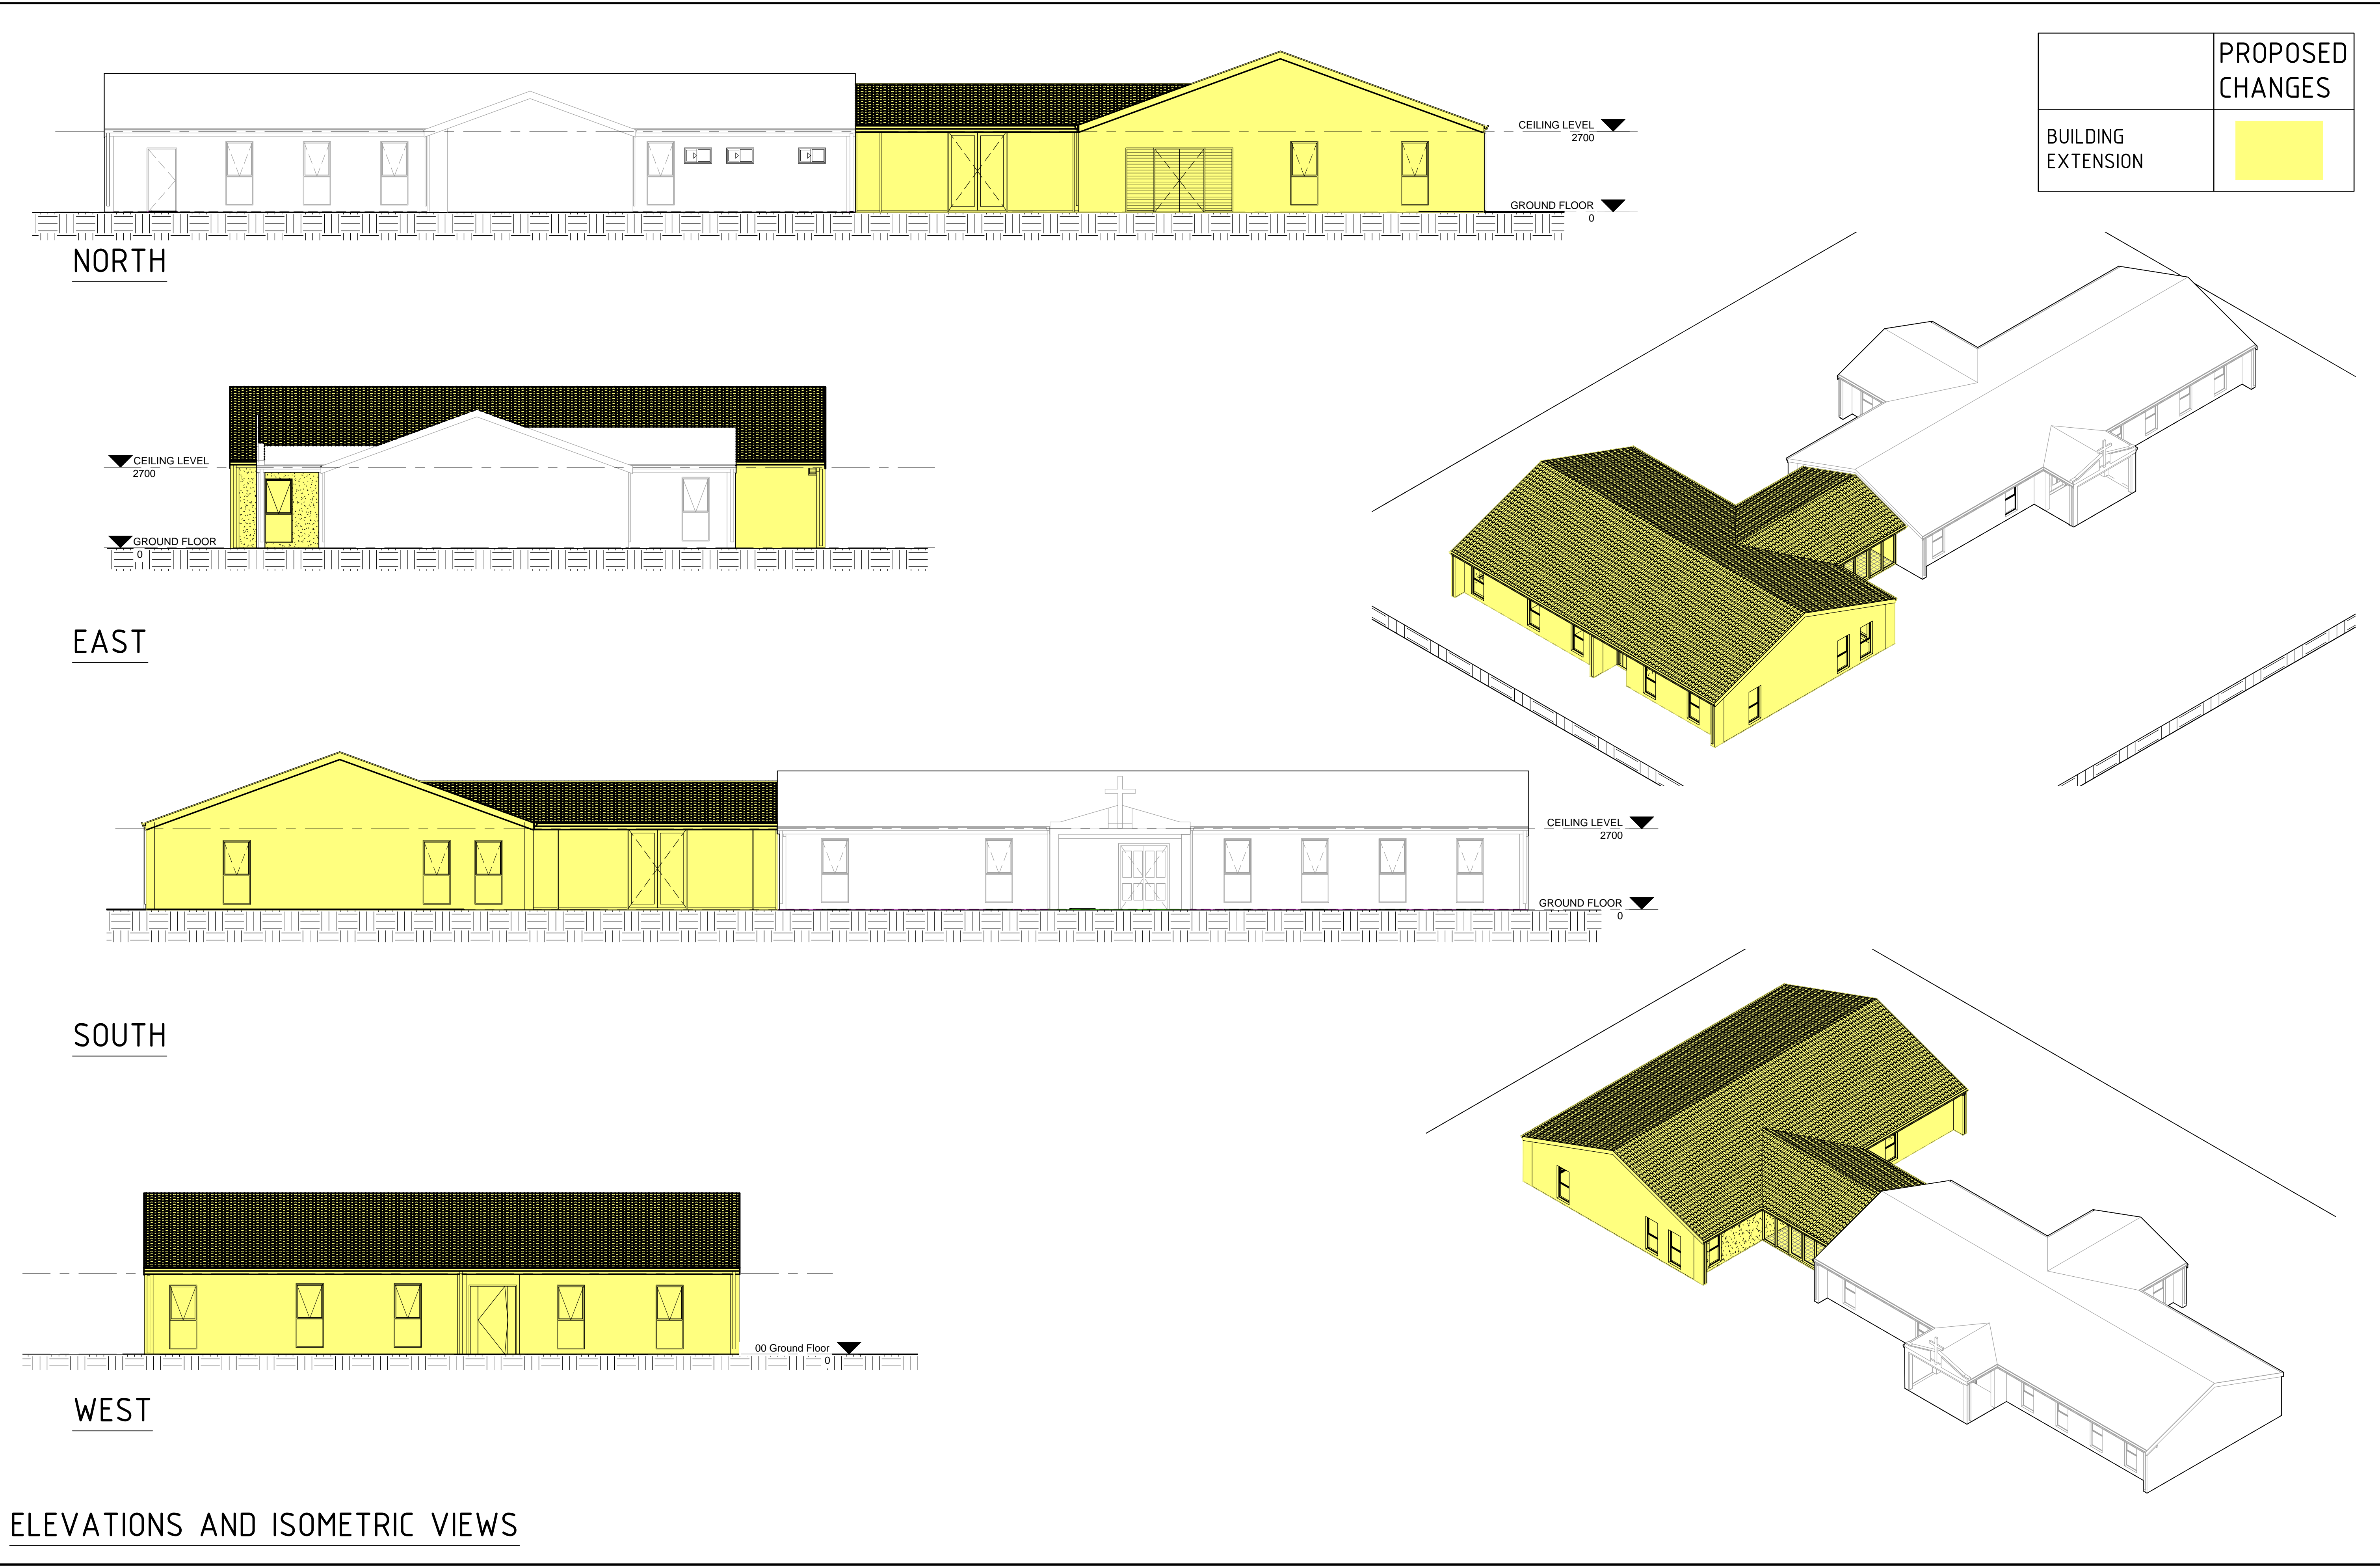 PROPOSED
CHANGES
BUILDING
EXTENSION
CEILING LEVEL
2700
GROUND FLOOR
0
NORTH
CEILING LEVEL
2700
GROUND FLOOR
0
EAST
CEILING LEVEL
2700
GROUND FLOOR
0
SOUTH
00 Ground Floor
0
WEST
ELEVATIONS AND ISOMETRIC VIEWS